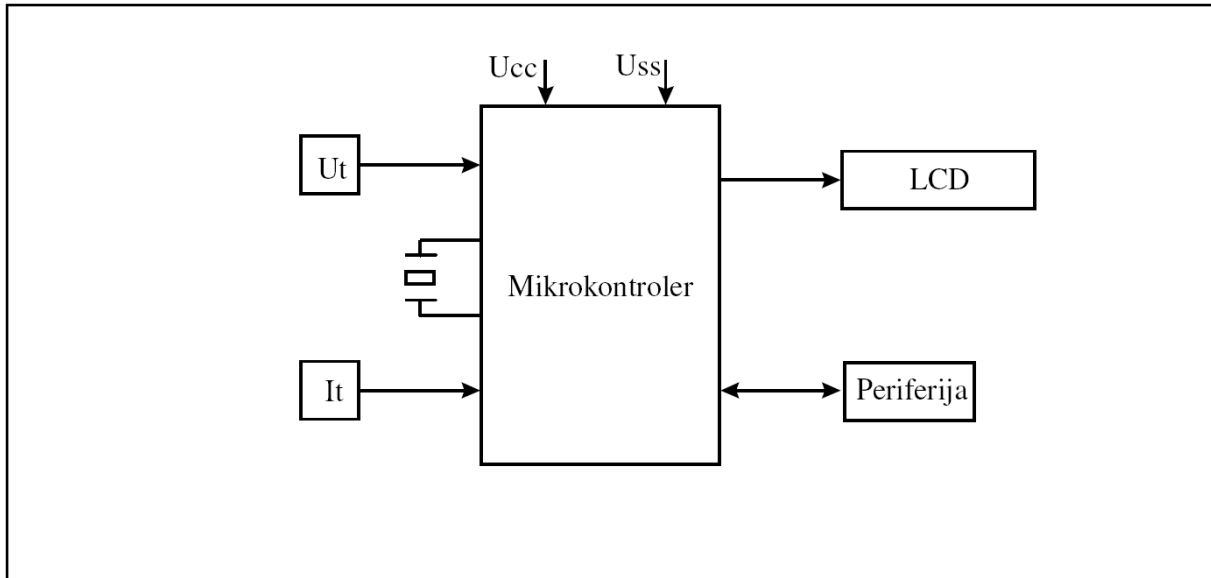 Ucc
Uss
Ut
LCD
Mikrokontroler
It
Periferija